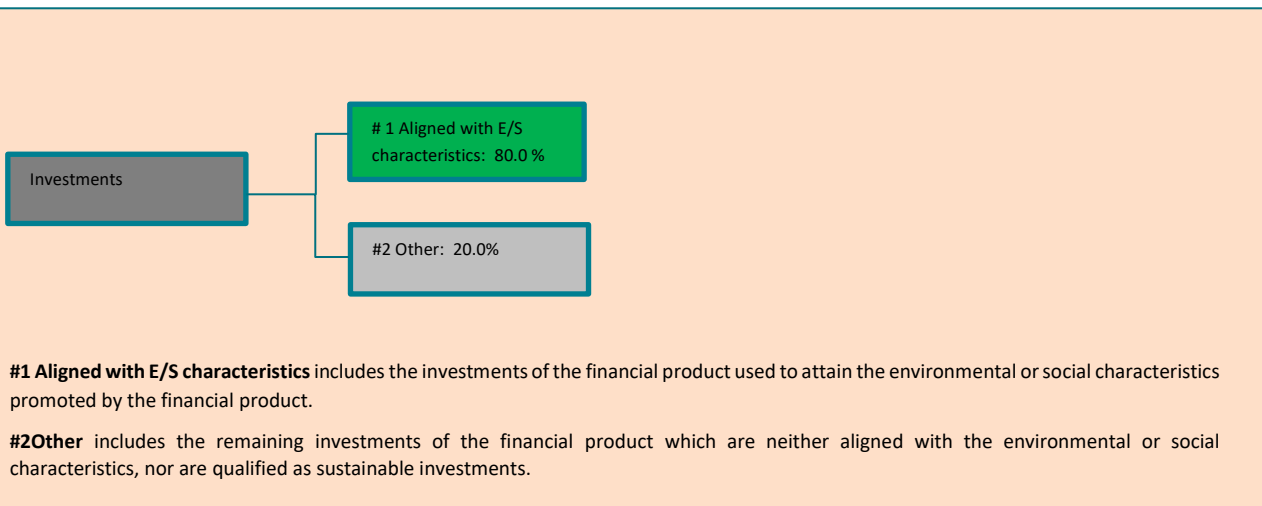 # 1 Aligned with E/S
characteristics: 80.0 %
Investments
#2 Other: 20.0%
#1 Aligned with E/S characteristics includes the investments of the financial product used to attain the environmental or social characteristics
promoted by the financial product.
#2Other includes the remaining investments of the financial product which are neither aligned with the environmental or social
characteristics, nor are qualified as sustainable investments.